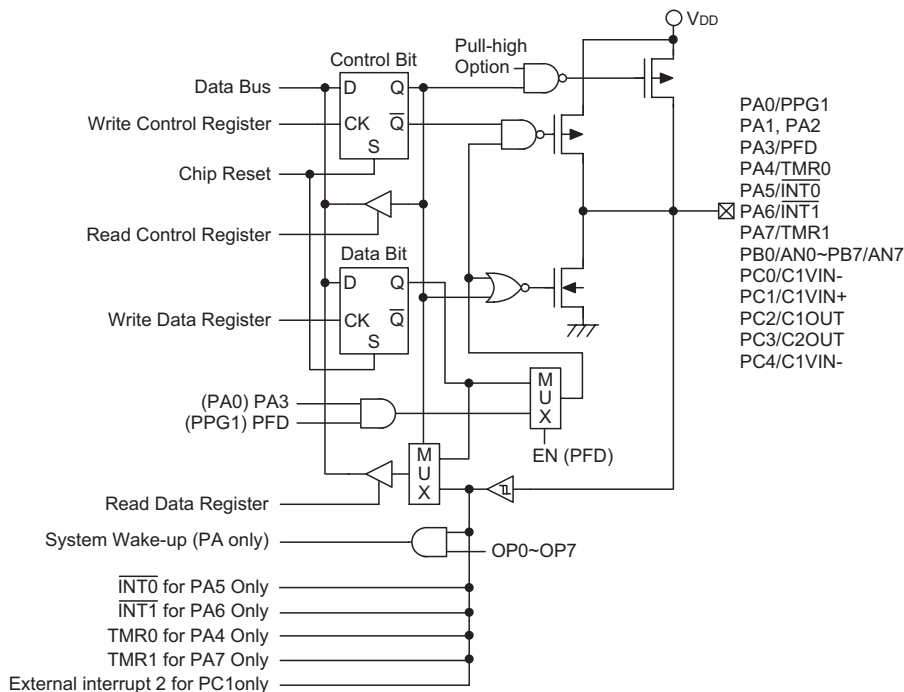 VDD
Control Bit
Pull-high
Option
Data Bus
D
Q
Write Control Register
CK
Q̅
S
Chip Reset
Read Control Register
Data Bit
D
Q
Write Data Register
CK
Q̅
S
(PA0) PA3
(PPG1) PFD
M
U
X
EN (PFD)
M
U
X
Read Data Register
System Wake-up (PA only)
OP0~OP7
I̅N̅T̅0̅ for PA5 Only
I̅N̅T̅1̅ for PA6 Only
TMR0 for PA4 Only
TMR1 for PA7 Only
External interrupt 2 for PC1only
PA0/PPG1
PA1, PA2
PA3/PFD
PA4/TMR0
PA5/I̅N̅T̅0̅
PA6/I̅N̅T̅1̅
PA7/TMR1
PB0/AN0~PB7/AN7
PC0/C1VIN-
PC1/C1VIN+
PC2/C1OUT
PC3/C2OUT
PC4/C1VIN-